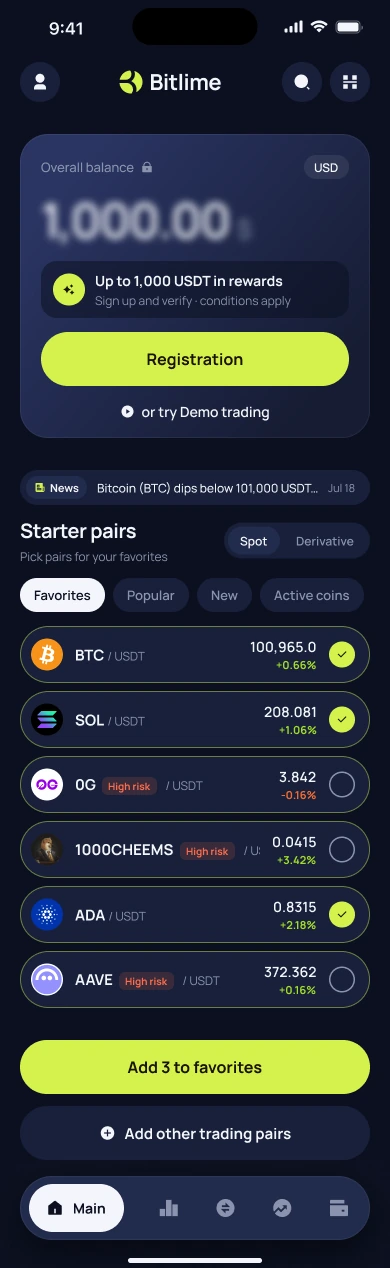 9:41
Bitlime
Overall balance
USD
1,000.00 $
Up to 1,000 USDT in rewards
Sign up and verify · conditions apply
Registration
or try Demo trading
News Bitcoin (BTC) dips below 101,000 USDT... Jul 18
Starter pairs
Pick pairs for your favorites
Spot Derivative
Favorites Popular New Active coins
BTC / USDT 100,965.0
+0.66%
SOL / USDT 208.081
+1.06%
0G High risk / USDT 3.842
-0.16%
1000CHEEMS High risk / US 0.0415
+3.42%
ADA / USDT 0.8315
+2.18%
AAVE High risk / USDT 372.362
+0.16%
Add 3 to favorites
Add other trading pairs
Main